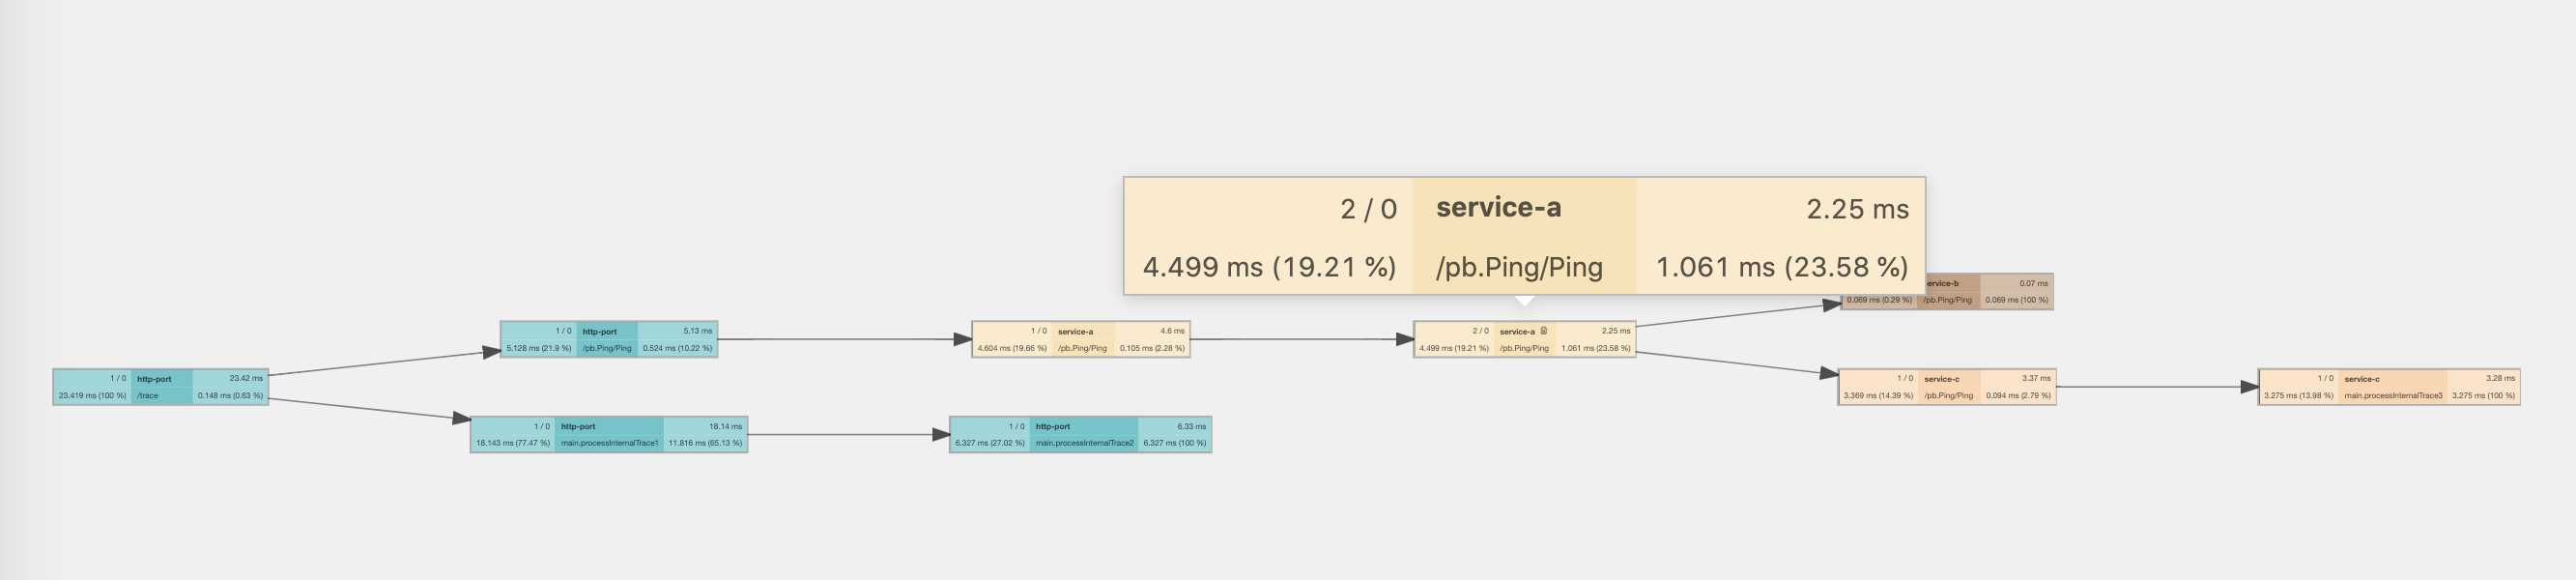 2 / 0 service-a 2.25 ms
4.499 ms (19.21 %) /pb.Ping/Ping 1.061 ms (23.58 %)
1 / 0 http-port 23.42 ms
23.419 ms (100 %) /trace 0.148 ms (0.63 %)
1 / 0 http-port 5.13 ms
5.128 ms (21.9 %) /pb.Ping/Ping 0.524 ms (10.22 %)
1 / 0 http-port 18.14 ms
18.143 ms (77.47 %) main.processInternalTrace1 11.816 ms (65.13 %)
1 / 0 service-a 4.6 ms
4.604 ms (19.66 %) /pb.Ping/Ping 0.105 ms (2.28 %)
1 / 0 http-port 6.33 ms
6.327 ms (27.02 %) main.processInternalTrace2 6.327 ms (100 %)
2 / 0 service-a 2.25 ms
4.499 ms (19.21 %) /pb.Ping/Ping 1.061 ms (23.58 %)
ervice-b 0.07 ms
0.069 ms (0.29 %) /pb.Ping/Ping 0.069 ms (100 %)
1 / 0 service-c 3.37 ms
3.369 ms (14.39 %) /pb.Ping/Ping 0.094 ms (2.79 %)
1 / 0 service-c 3.28 ms
3.275 ms (13.98 %) main.processInternalTrace3 3.275 ms (100 %)